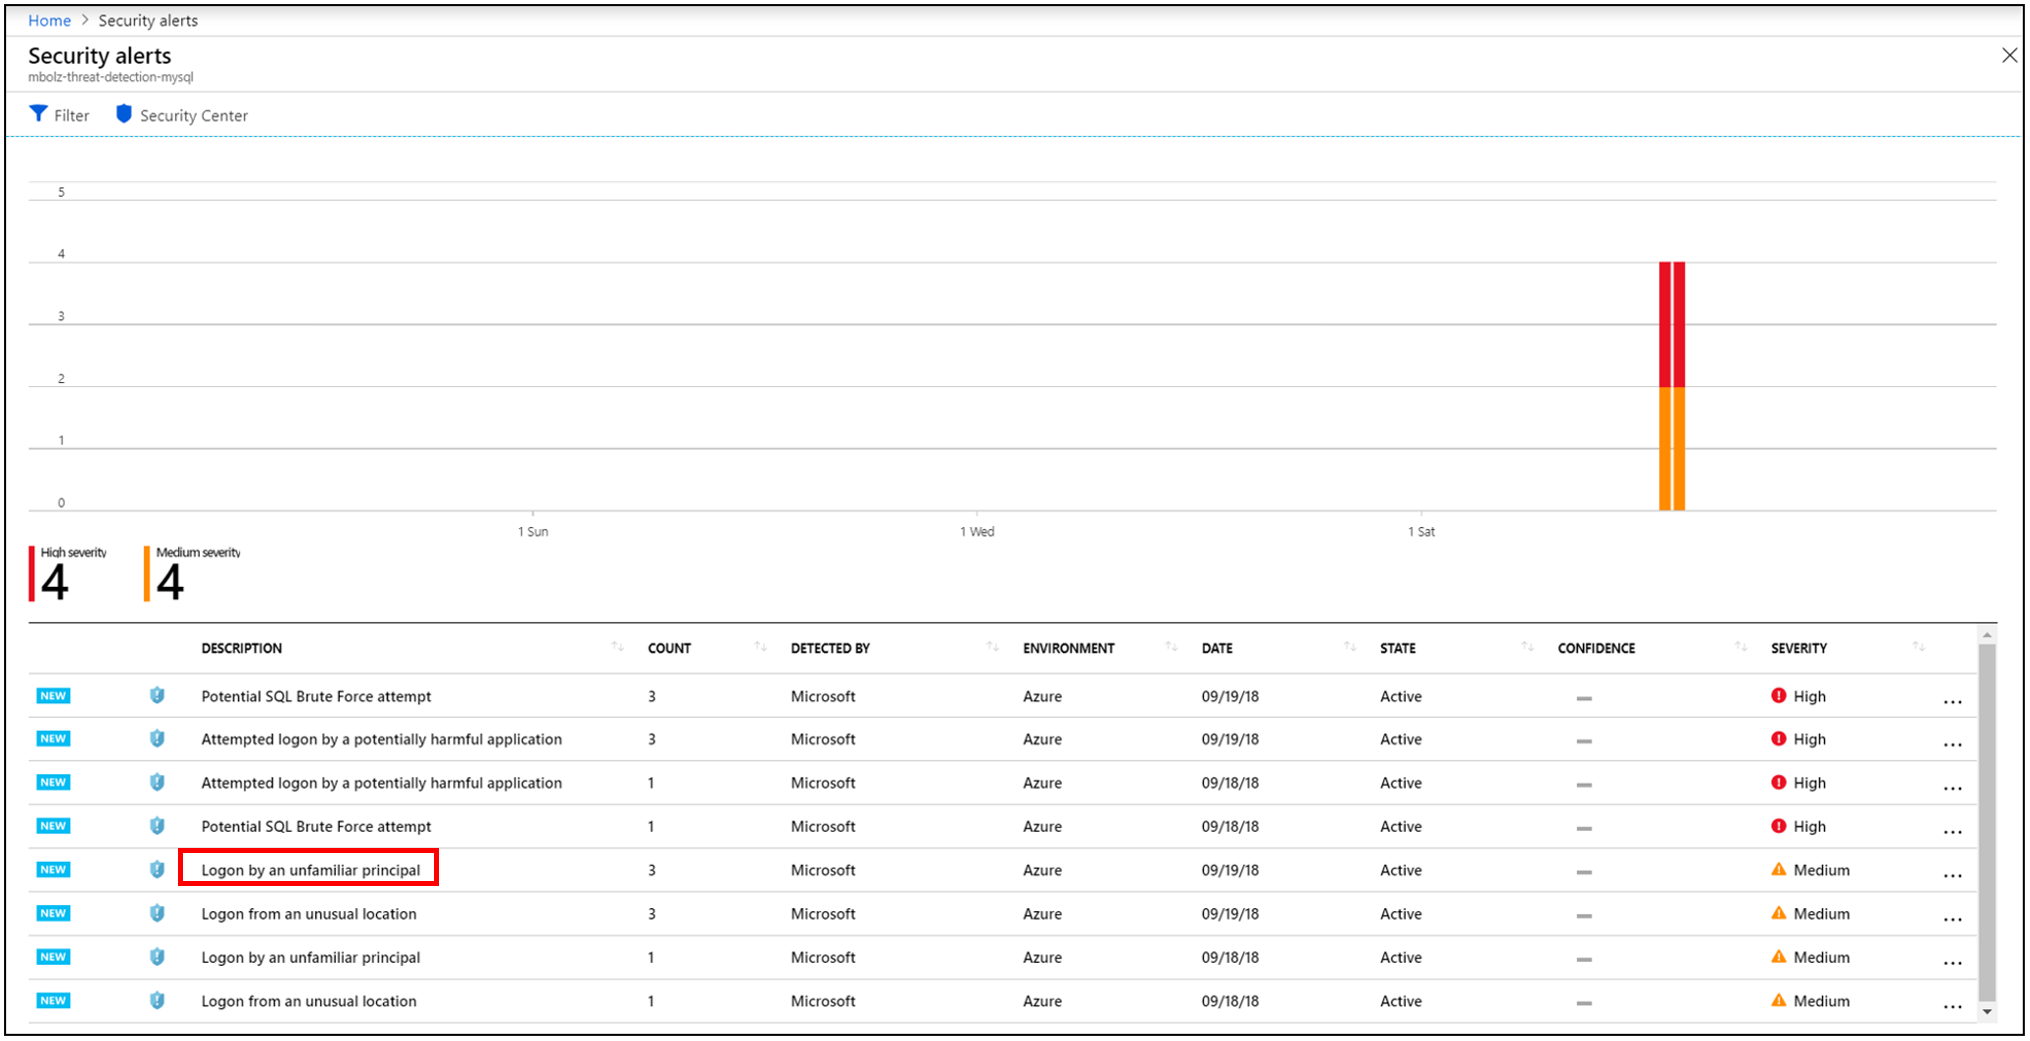 Home > Security alerts
Security alerts
mbolz-threat-detection-mysql
Filter Security Center
5
4
3
2
1
0
1 Sun 1 Wed 1 Sat
High severity Medium severity
4 4
DESCRIPTION COUNT DETECTED BY ENVIRONMENT DATE STATE CONFIDENCE SEVERITY
NEW Potential SQL Brute Force attempt 3 Microsoft Azure 09/19/18 Active High ...
NEW Attempted logon by a potentially harmful application 3 Microsoft Azure 09/19/18 Active High ...
NEW Attempted logon by a potentially harmful application 1 Microsoft Azure 09/18/18 Active High ...
NEW Potential SQL Brute Force attempt 1 Microsoft Azure 09/18/18 Active High ...
NEW Logon by an unfamiliar principal 3 Microsoft Azure 09/19/18 Active Medium ...
NEW Logon from an unusual location 3 Microsoft Azure 09/19/18 Active Medium ...
NEW Logon by an unfamiliar principal 1 Microsoft Azure 09/18/18 Active Medium ...
NEW Logon from an unusual location 1 Microsoft Azure 09/18/18 Active Medium ...